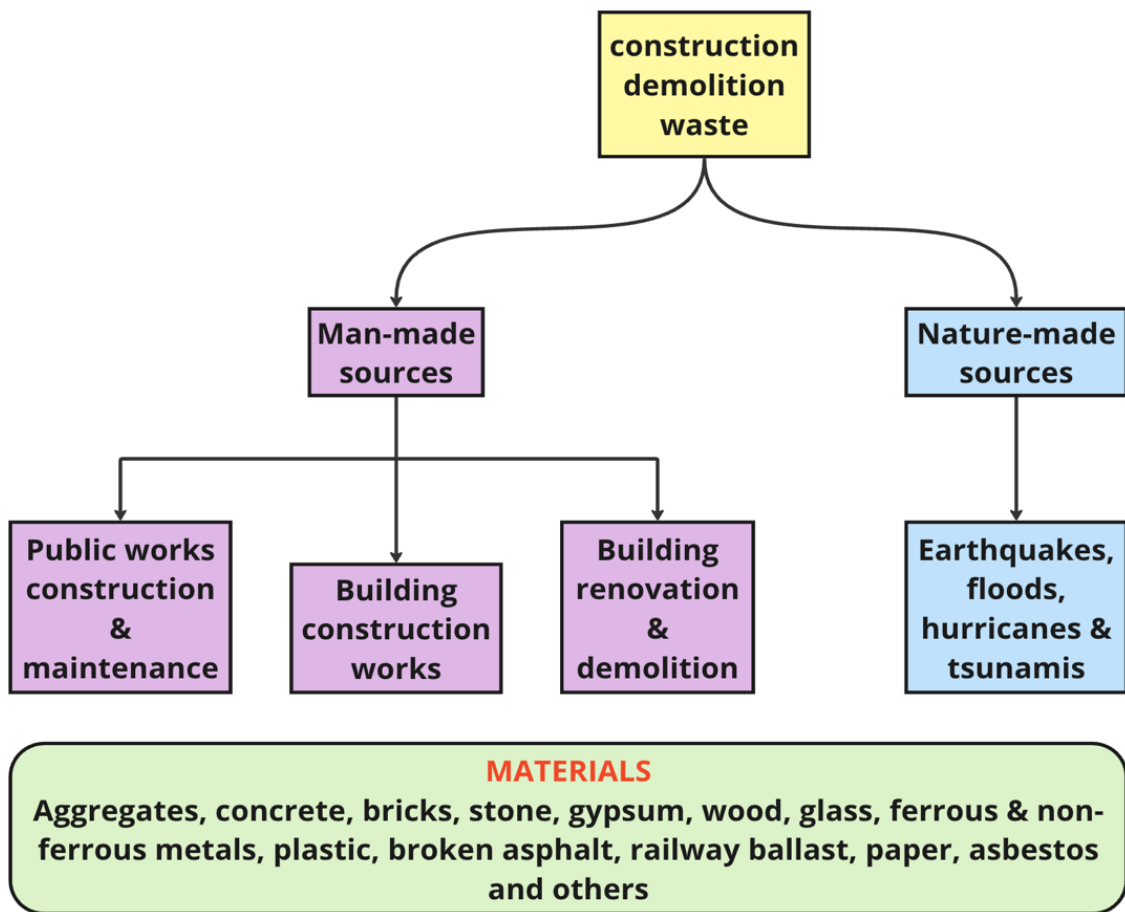 construction
demolition
waste
Man-made
sources
Nature-made
sources
Public works
construction
&
maintenance
Building
construction
works
Building
renovation
&
demolition
Earthquakes,
floods,
hurricanes &
tsunamis
MATERIALS
Aggregates, concrete, bricks, stone, gypsum, wood, glass, ferrous & non-
ferrous metals, plastic, broken asphalt, railway ballast, paper, asbestos
and others